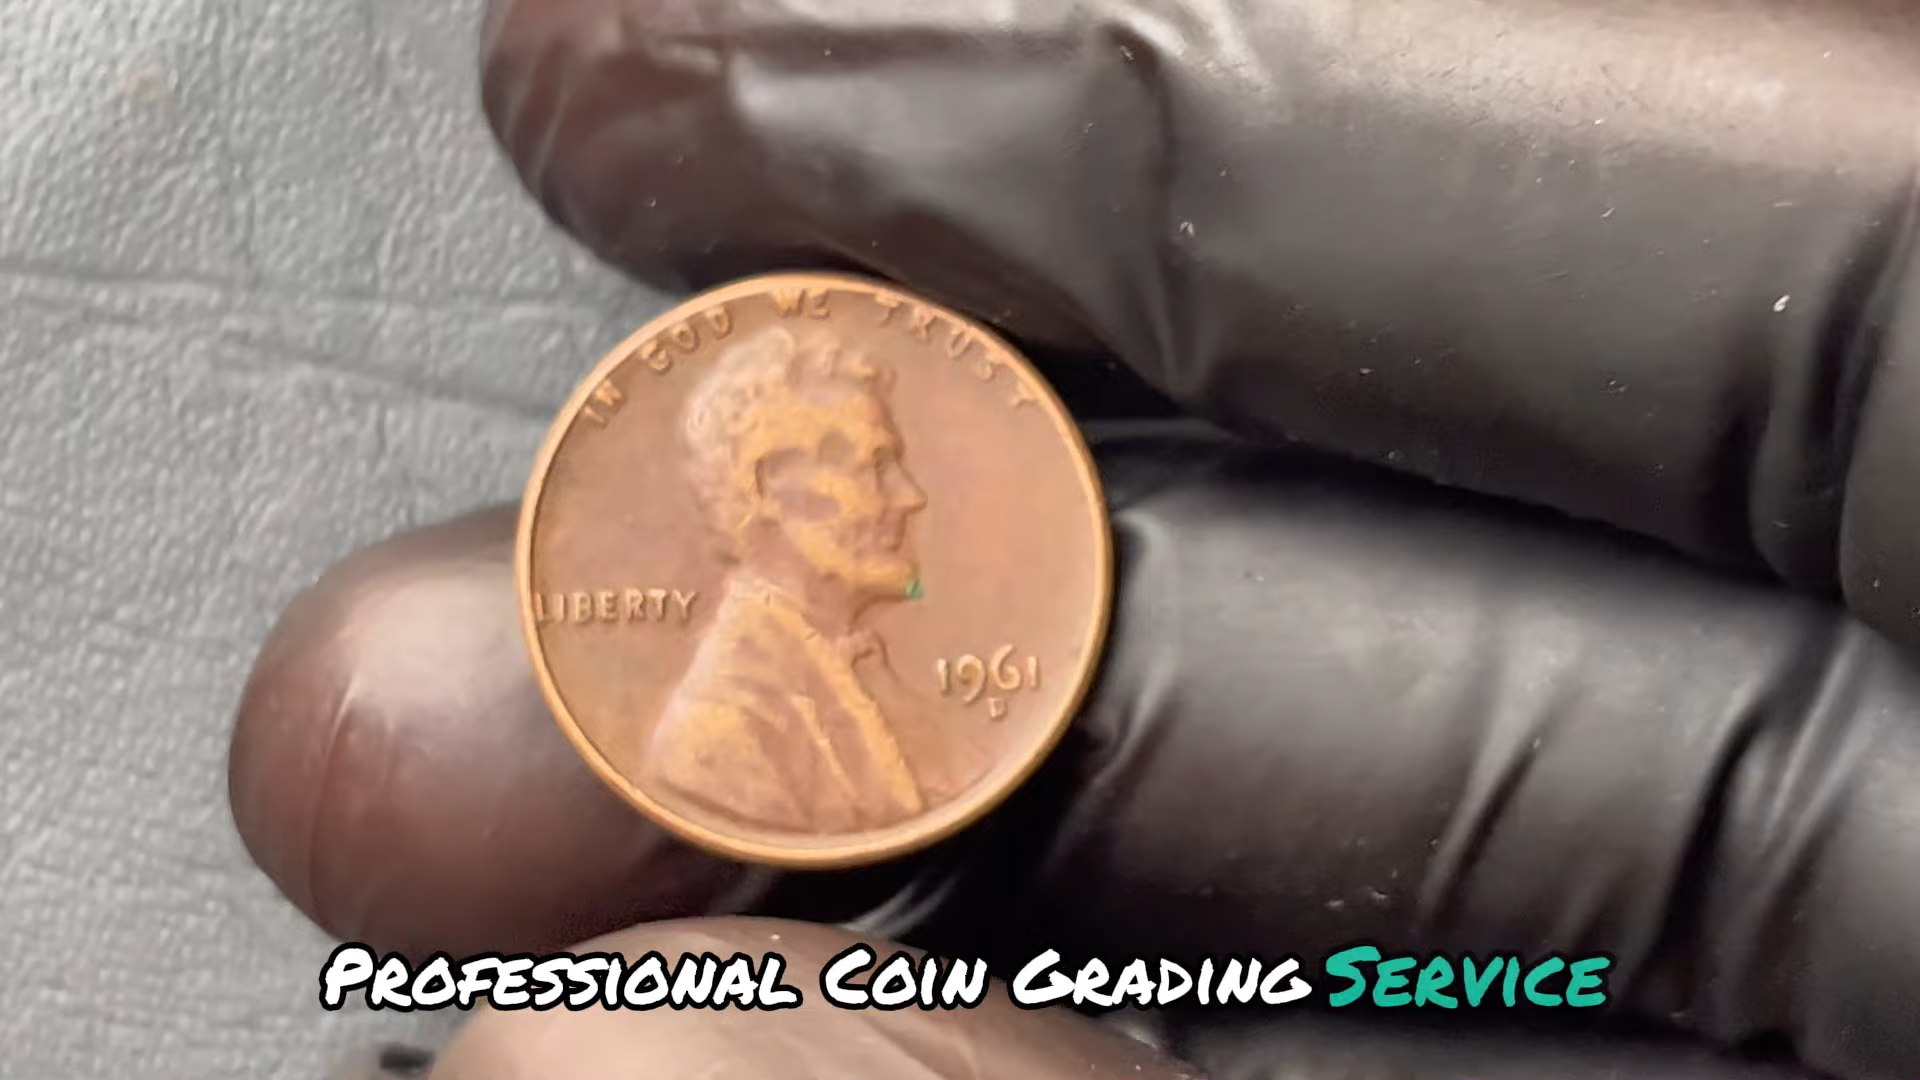 IN GOD WE TRUST
LIBERTY
1961
D
PROFESSIONAL COIN GRADING SERVICE